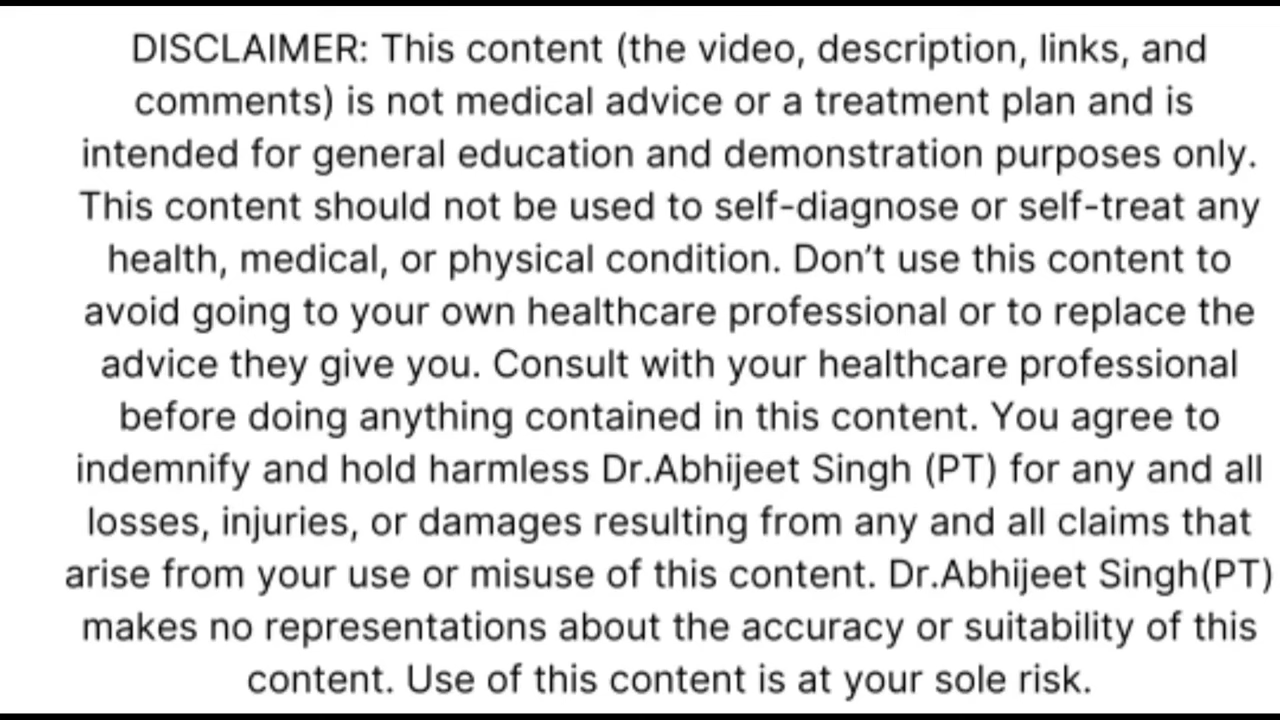 DISCLAIMER: This content (the video, description, links, and
comments) is not medical advice or a treatment plan and is
intended for general education and demonstration purposes only.
This content should not be used to self-diagnose or self-treat any
health, medical, or physical condition. Don’t use this content to
avoid going to your own healthcare professional or to replace the
advice they give you. Consult with your healthcare professional
before doing anything contained in this content. You agree to
indemnify and hold harmless Dr.Abhijeet Singh (PT) for any and all
losses, injuries, or damages resulting from any and all claims that
arise from your use or misuse of this content. Dr.Abhijeet Singh(PT)
makes no representations about the accuracy or suitability of this
content. Use of this content is at your sole risk.